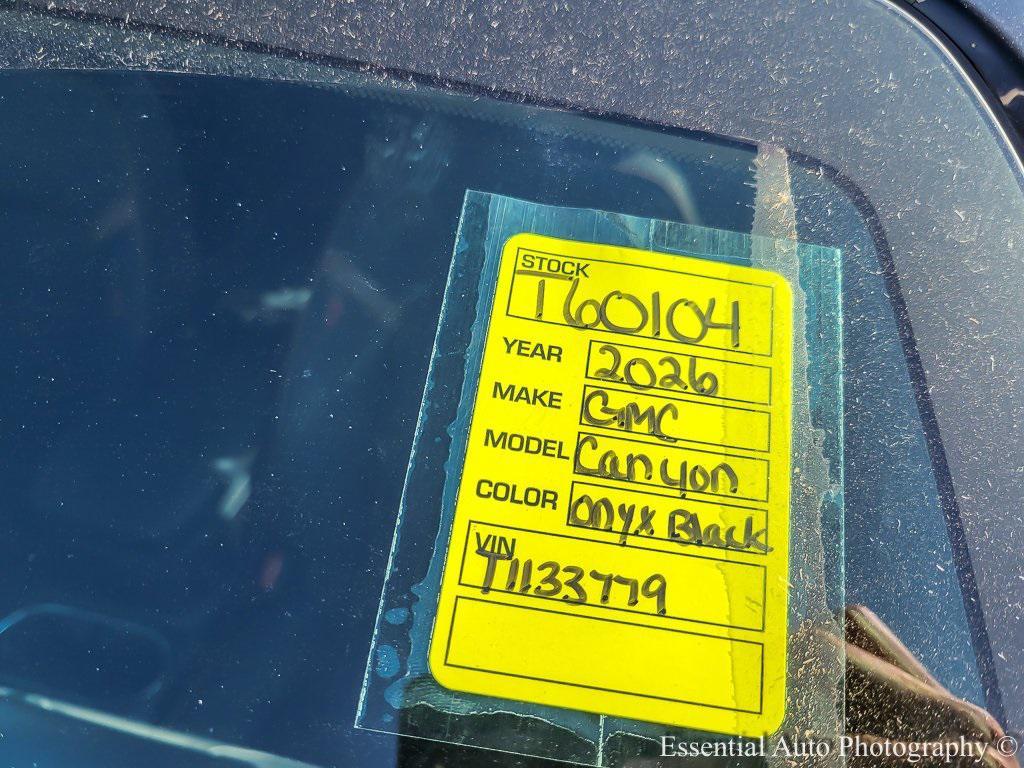 STOCK
T60104
YEAR 2026
MAKE GMC
MODEL Canyon
COLOR Onyx Black
VIN
T1133779
Essential Auto Photography ©